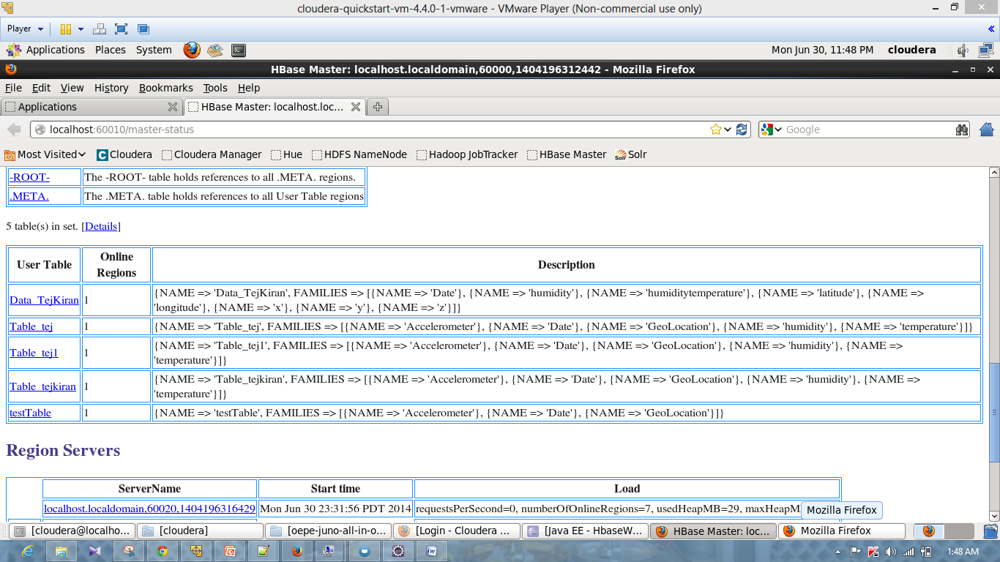 cloudera-quickstart-vm-4.4.0-1-vmware - VMware Player (Non-commercial use only)
Player
Applications Places System Mon Jun 30, 11:48 PM cloudera
HBase Master: localhost.localdomain,60000,1404196312442 - Mozilla Firefox
File Edit View History Bookmarks Tools Help
Applications HBase Master: localhost.loc...
localhost:60010/master-status Google
Most Visited Cloudera Cloudera Manager Hue HDFS NameNode Hadoop JobTracker HBase Master Solr Solr
-ROOT- The -ROOT- table holds references to all .META. regions.
.META. The .META. table holds references to all User Table regions
5 table(s) in set. [Details]
User Table Online Regions Description
Data_TejKiran 1 {NAME => 'Data_TejKiran', FAMILIES => [{NAME => 'Date'}, {NAME => 'humidity'}, {NAME => 'humiditytemperature'}, {NAME => 'latitude'}, {NAME =>
'longitude'}, {NAME => 'x'}, {NAME => 'y'}, {NAME => 'z'}]}
Table_tej 1 {NAME => 'Table_tej', FAMILIES => [{NAME => 'Accelerometer'}, {NAME => 'Date'}, {NAME => 'GeoLocation'}, {NAME => 'humidity'}, {NAME => 'temperature'}]}
Table_tej1 1 {NAME => 'Table_tej1', FAMILIES => [{NAME => 'Accelerometer'}, {NAME => 'Date'}, {NAME => 'GeoLocation'}, {NAME => 'humidity'}, {NAME =>
'temperature'}]}
Table_tejkiran 1 {NAME => 'Table_tejkiran', FAMILIES => [{NAME => 'Accelerometer'}, {NAME => 'Date'}, {NAME => 'GeoLocation'}, {NAME => 'humidity'}, {NAME =>
'temperature'}]}
testTable 1 {NAME => 'testTable', FAMILIES => [{NAME => 'Accelerometer'}, {NAME => 'Date'}, {NAME => 'GeoLocation'}]}
Region Servers
ServerName Start time Load
localhost.localdomain,60020,1404196316429 Mon Jun 30 23:31:56 PDT 2014 requestsPerSecond=0, numberOfOnlineRegions=7, usedHeapMB=29, maxHeapM
Mozilla Firefox
[cloudera@localho... [cloudera] [oepe-juno-all-in-o... [Login - Cloudera ... [Java EE - HbaseW... HBase Master: loc... Mozilla Firefox
1:48 AM